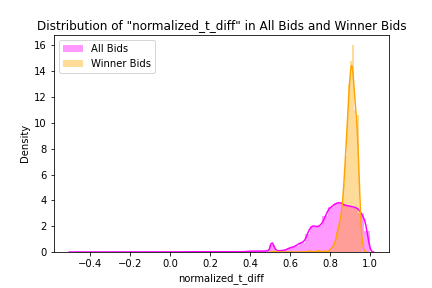 Distribution of "normalized_t_diff" in All Bids and Winner Bids
All Bids
Winner Bids
Density
16
14
12
10
8
6
4
2
0
−0.4 −0.2 0.0 0.2 0.4 0.6 0.8 1.0
normalized_t_diff